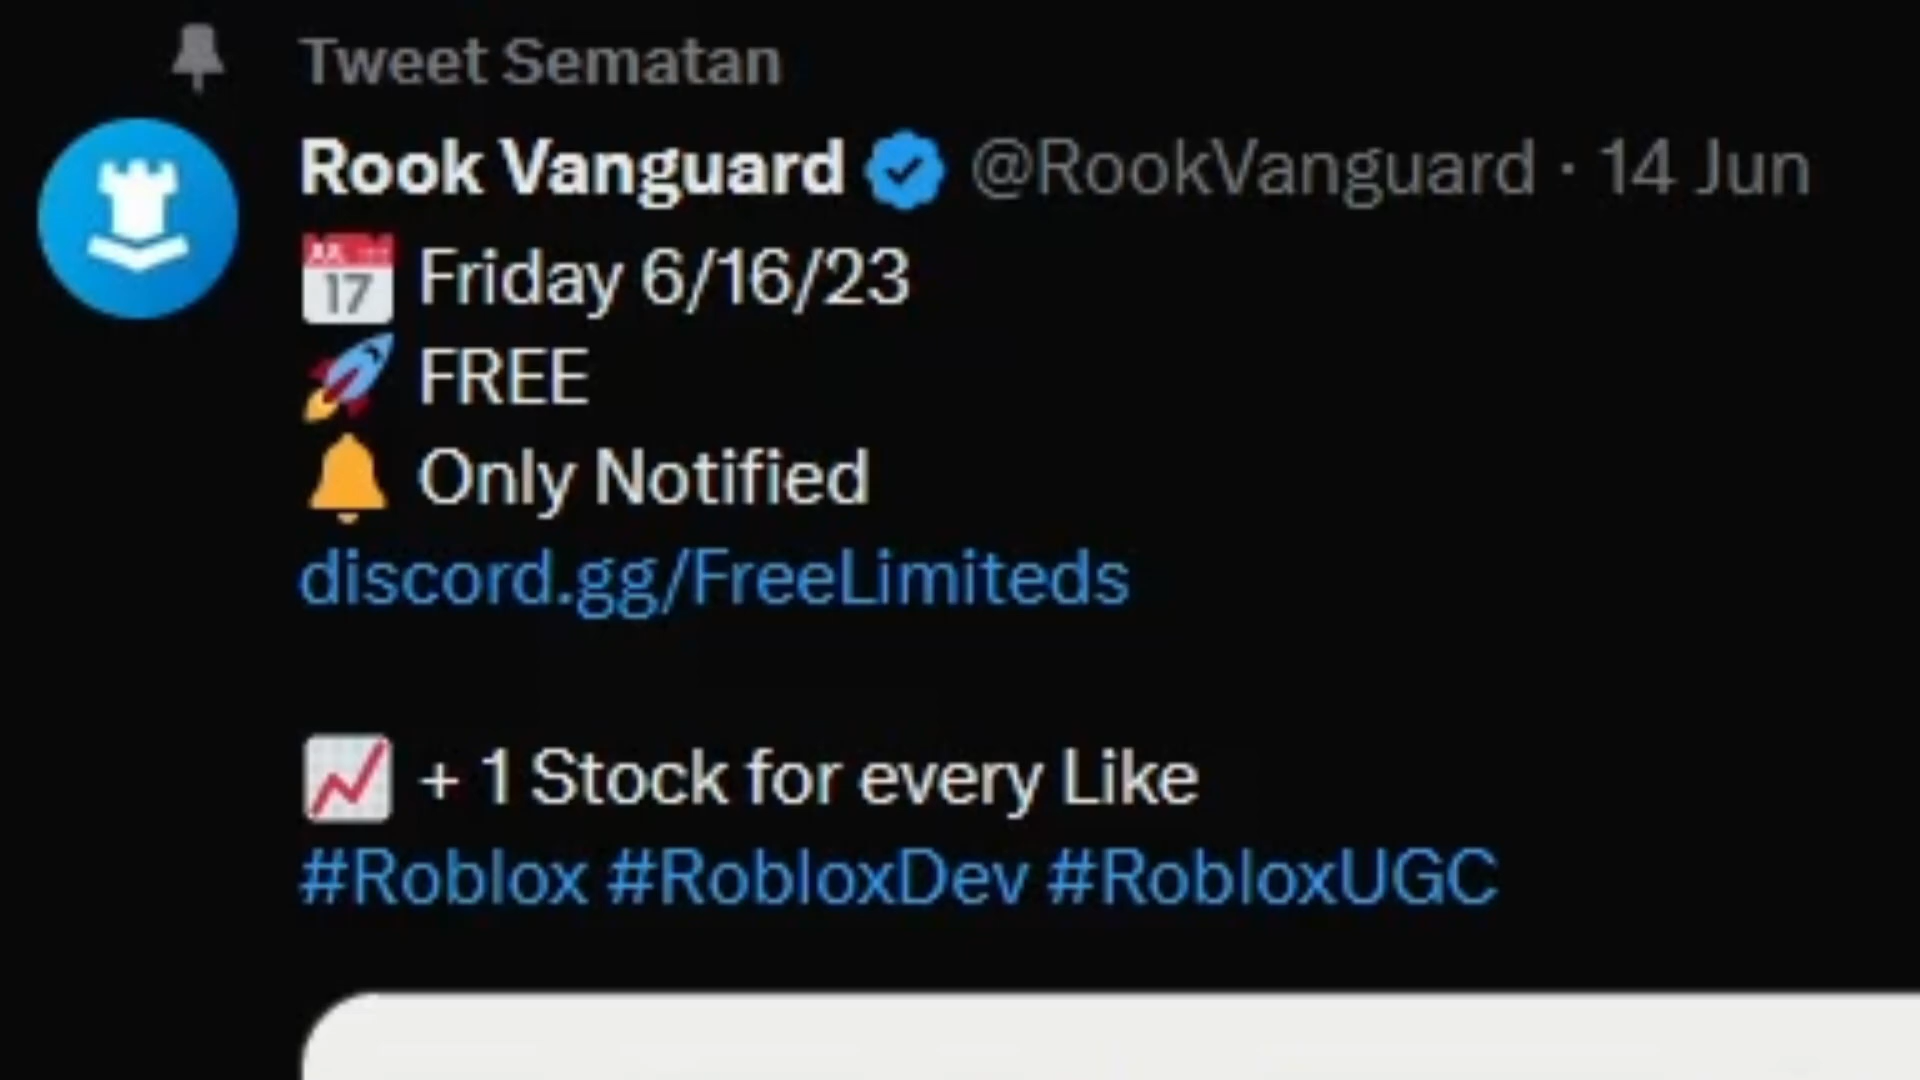 Tweet Sematan
Rook Vanguard @RookVanguard · 14 Jun
📅 Friday 6/16/23
🚀 FREE
🔔 Only Notified
discord.gg/FreeLimiteds
📈 + 1 Stock for every Like
#Roblox #RobloxDev #RobloxUGC